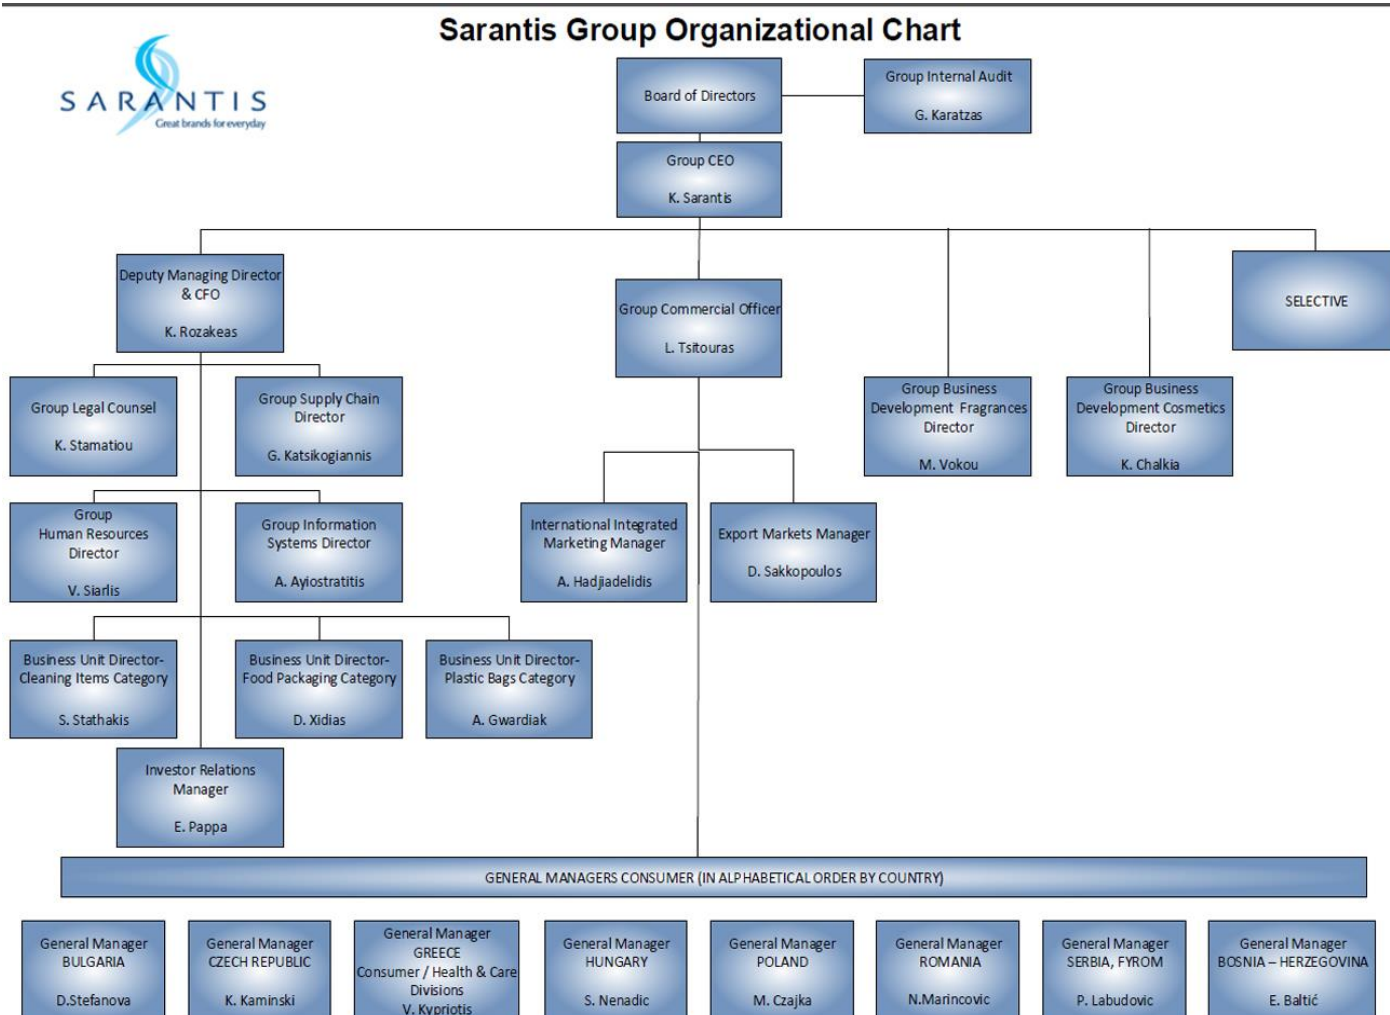 Sarantis Group Organizational Chart
SARANTIS
Great brands for everyday
Board of Directors
Group Internal Audit
G. Karatzas
Group CEO
K. Sarantis
Deputy Managing Director
& CFO
K. Rozakeas
Group Commercial Officer
L. Tsitouras
SELECTIVE
Group Legal Counsel
K. Stamatiou
Group Supply Chain
Director
G. Katsikogiannis
Group Business
Development Fragrances
Director
M. Vokou
Group Business
Development Cosmetics
Director
K. Chalkia
Group
Human Resources
Director
V. Siarlis
Group Information
Systems Director
A. Ayiostratitis
International Integrated
Marketing Manager
A. Hadjiadelidis
Export Markets Manager
D. Sakkopoulos
Business Unit Director-
Cleaning Items Category
S. Stathakis
Business Unit Director-
Food Packaging Category
D. Xidias
Business Unit Director-
Plastic Bags Category
A. Gwardiak
Investor Relations
Manager
E. Pappa
GENERAL MANAGERS CONSUMER (IN ALPHABETICAL ORDER BY COUNTRY)
General Manager
BULGARIA
D.Stefanova
General Manager
CZECH REPUBLIC
K. Kaminski
General Manager
GREECE
Consumer / Health & Care
Divisions
V. Kypriotis
General Manager
HUNGARY
S. Nenadic
General Manager
POLAND
M. Czajka
General Manager
ROMANIA
N.Marincovic
General Manager
SERBIA, FYROM
P. Labudovic
General Manager
BOSNIA – HERZEGOVINA
E. Baltić